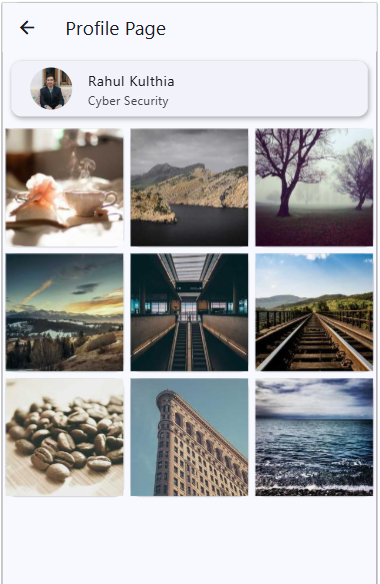 Profile Page
Rahul Kulthia
Cyber Security